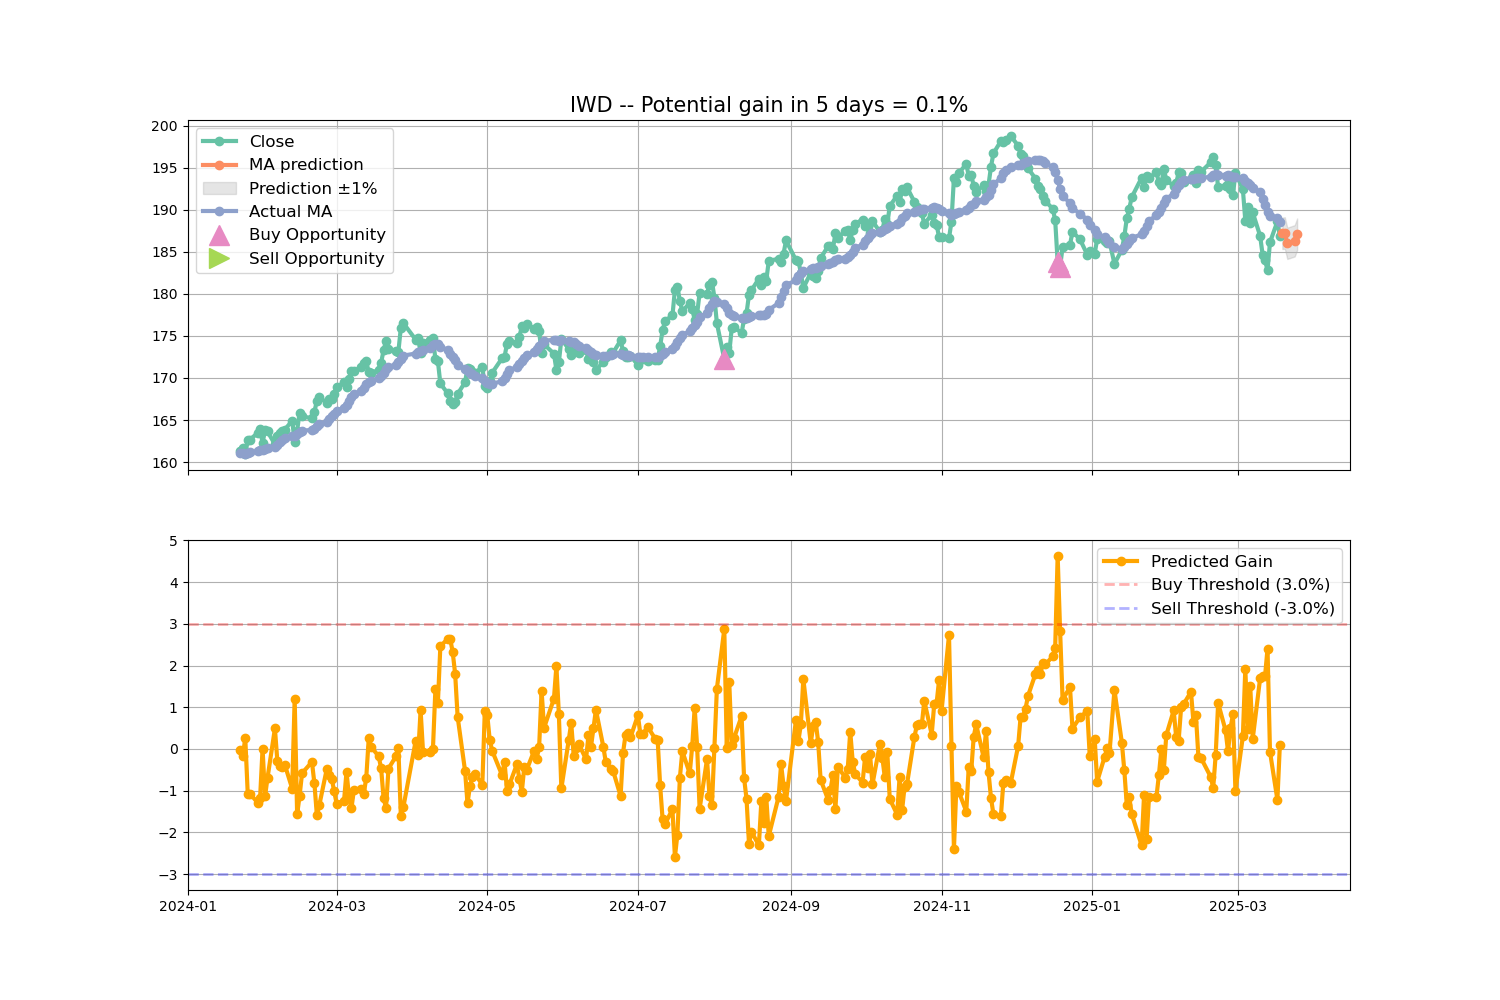 IWD -- Potential gain in 5 days = 0.1%
200
195
190
185
180
175
170
165
160
Close
MA prediction
Prediction ±1%
Actual MA
Buy Opportunity
Sell Opportunity
5
4
3
2
1
0
−1
−2
−3
Predicted Gain
Buy Threshold (3.0%)
Sell Threshold (-3.0%)
2024-01
2024-03
2024-05
2024-07
2024-09
2024-11
2025-01
2025-03